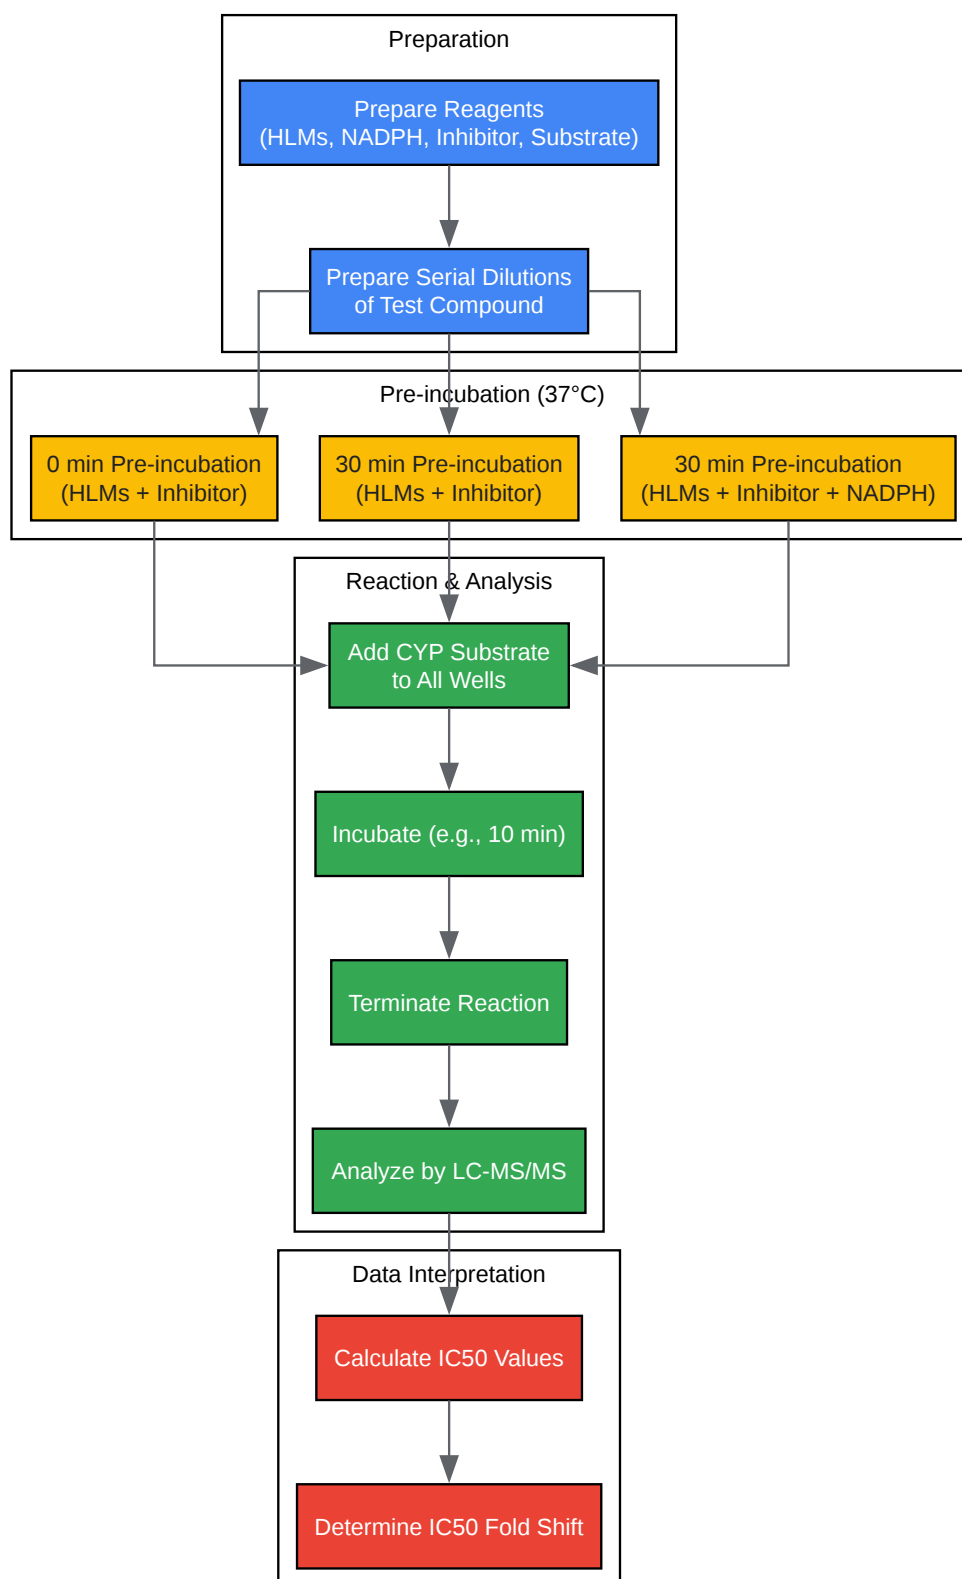 Preparation
Prepare Reagents
(HLMs, NADPH, Inhibitor, Substrate)
Prepare Serial Dilutions
of Test Compound
Pre-incubation (37°C)
0 min Pre-incubation
(HLMs + Inhibitor)
30 min Pre-incubation
(HLMs + Inhibitor)
30 min Pre-incubation
(HLMs + Inhibitor + NADPH)
Reaction & Analysis
Add CYP Substrate
to All Wells
Incubate (e.g., 10 min)
Terminate Reaction
Analyze by LC-MS/MS
Data Interpretation
Calculate IC50 Values
Determine IC50 Fold Shift